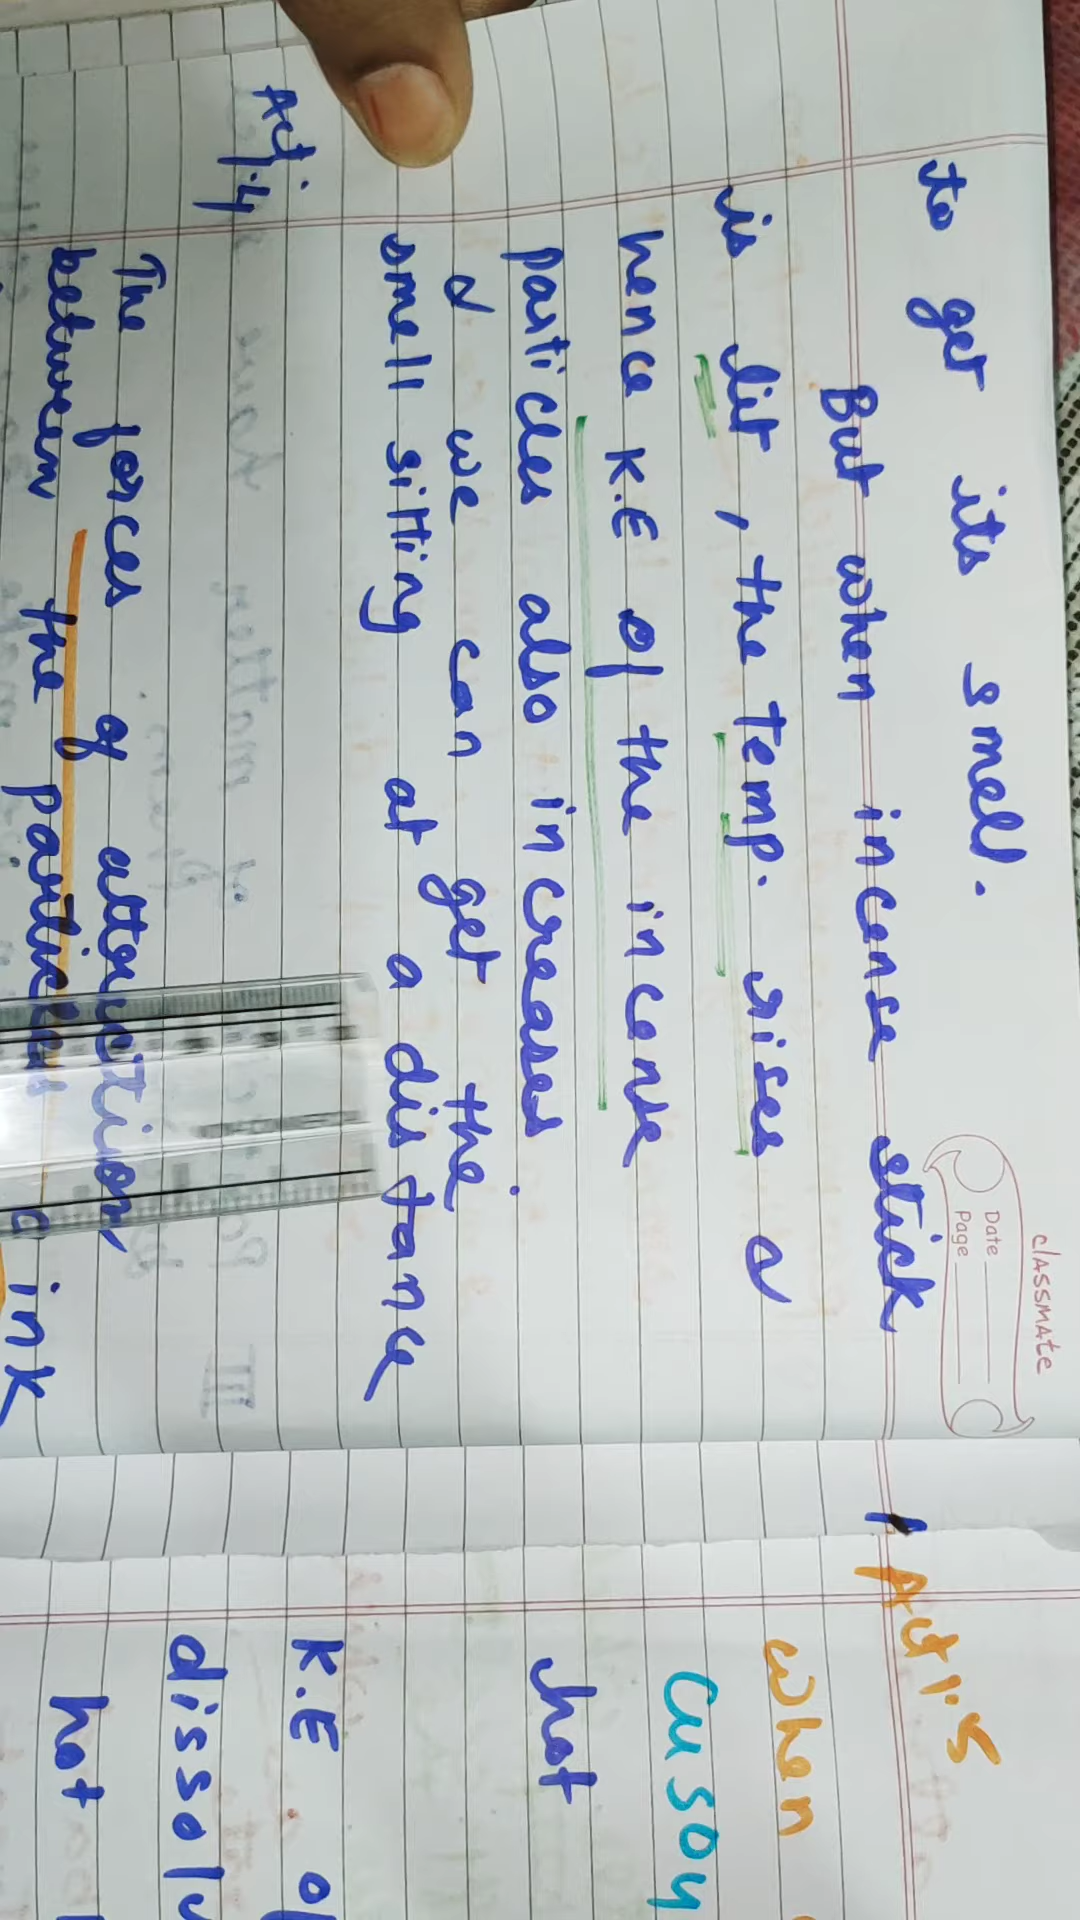 classmate
Date
Page
to get its smell.
But when incense stick
is lit, the temp. rises &
hence K.E of the incense
particles also increases
& we can get the
smell sitting at a distance
Act 1.4
The forces of attraction,
between the particles
ink
Act 1.5
When
CuSO4
hot
K.E of
dissolv
hot